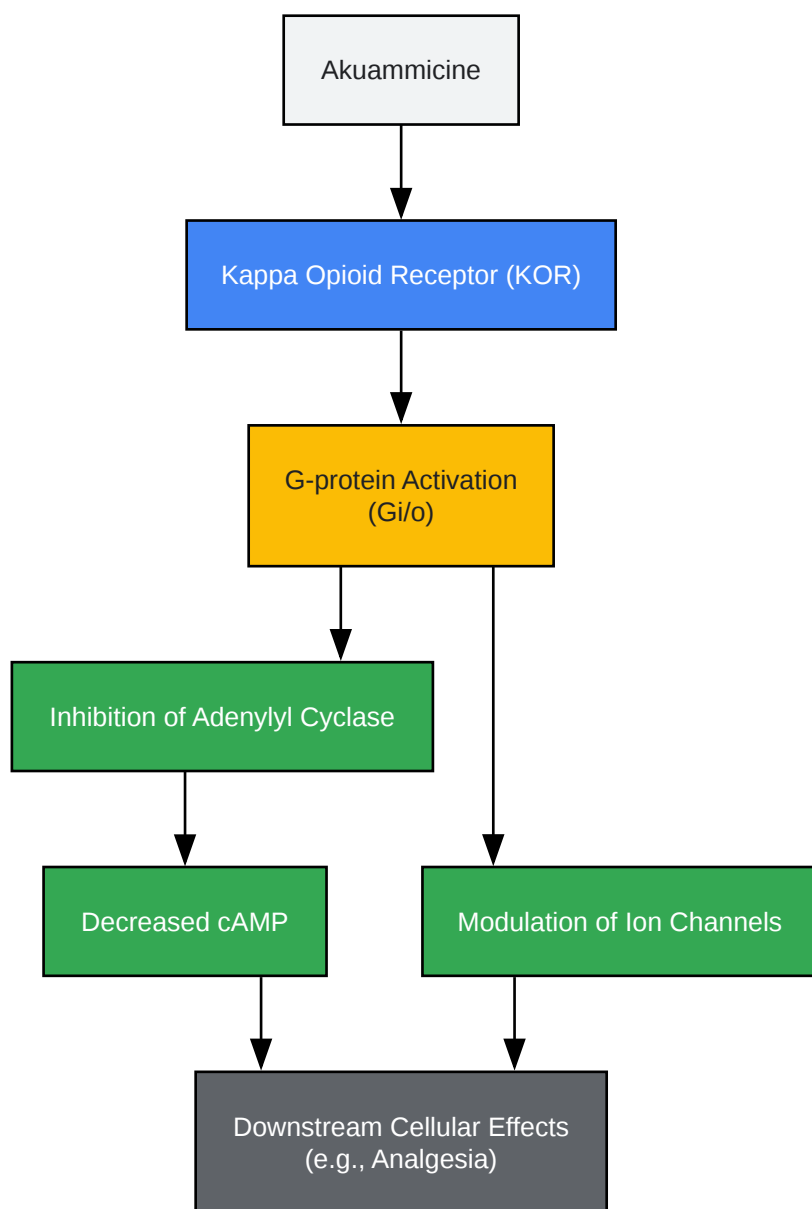 Akuammicine
Kappa Opioid Receptor (KOR)
G-protein Activation
(Gi/o)
Inhibition of Adenylyl Cyclase
Decreased cAMP
Modulation of Ion Channels
Downstream Cellular Effects
(e.g., Analgesia)